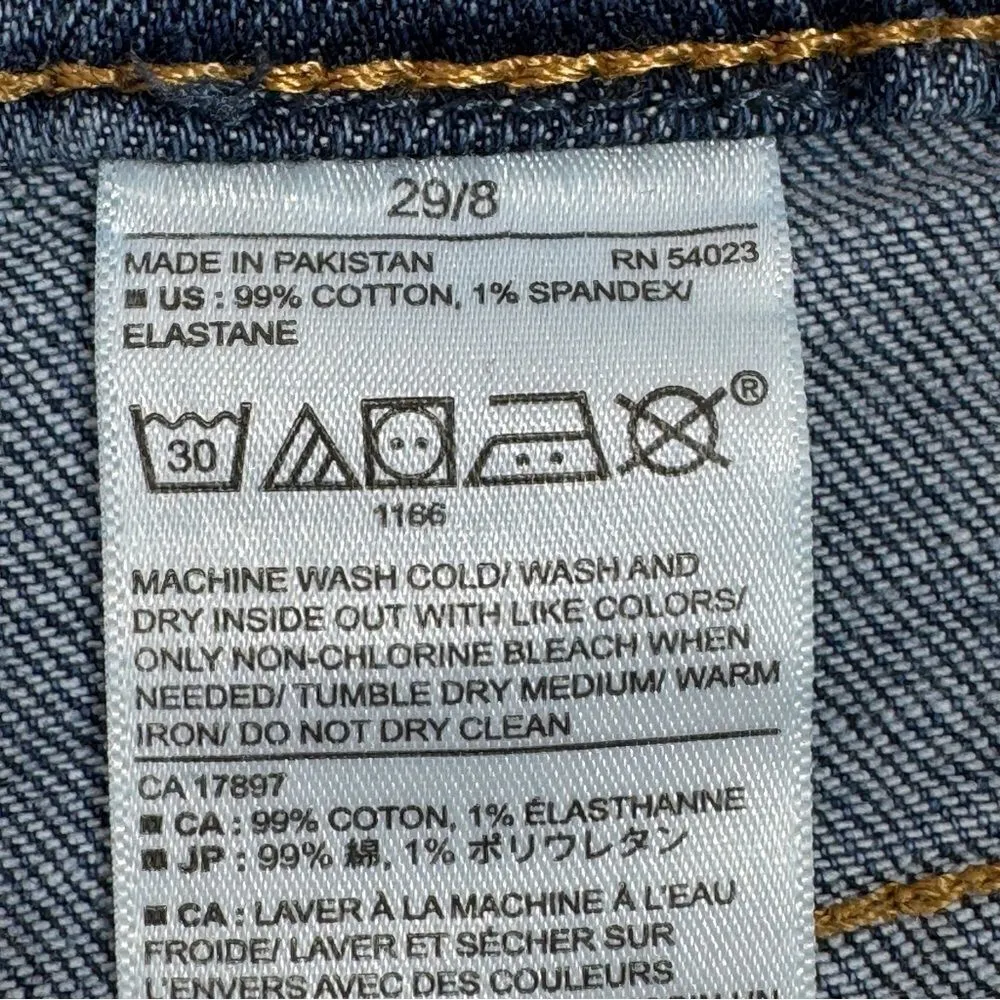 29/8
MADE IN PAKISTAN RN 54023
US : 99% COTTON, 1% SPANDEX/
ELASTANE
30 ®
1166
MACHINE WASH COLD/ WASH AND
DRY INSIDE OUT WITH LIKE COLORS/
ONLY NON-CHLORINE BLEACH WHEN
NEEDED/ TUMBLE DRY MEDIUM/ WARM
IRON/ DO NOT DRY CLEAN
CA 17897
CA : 99% COTON, 1% ÉLASTHANNE
JP : 99% 綿, 1% ポリウレタン
CA : LAVER À LA MACHINE À L'EAU
FROIDE/ LAVER ET SÉCHER SUR
L'ENVERS AVEC DES COULEURS